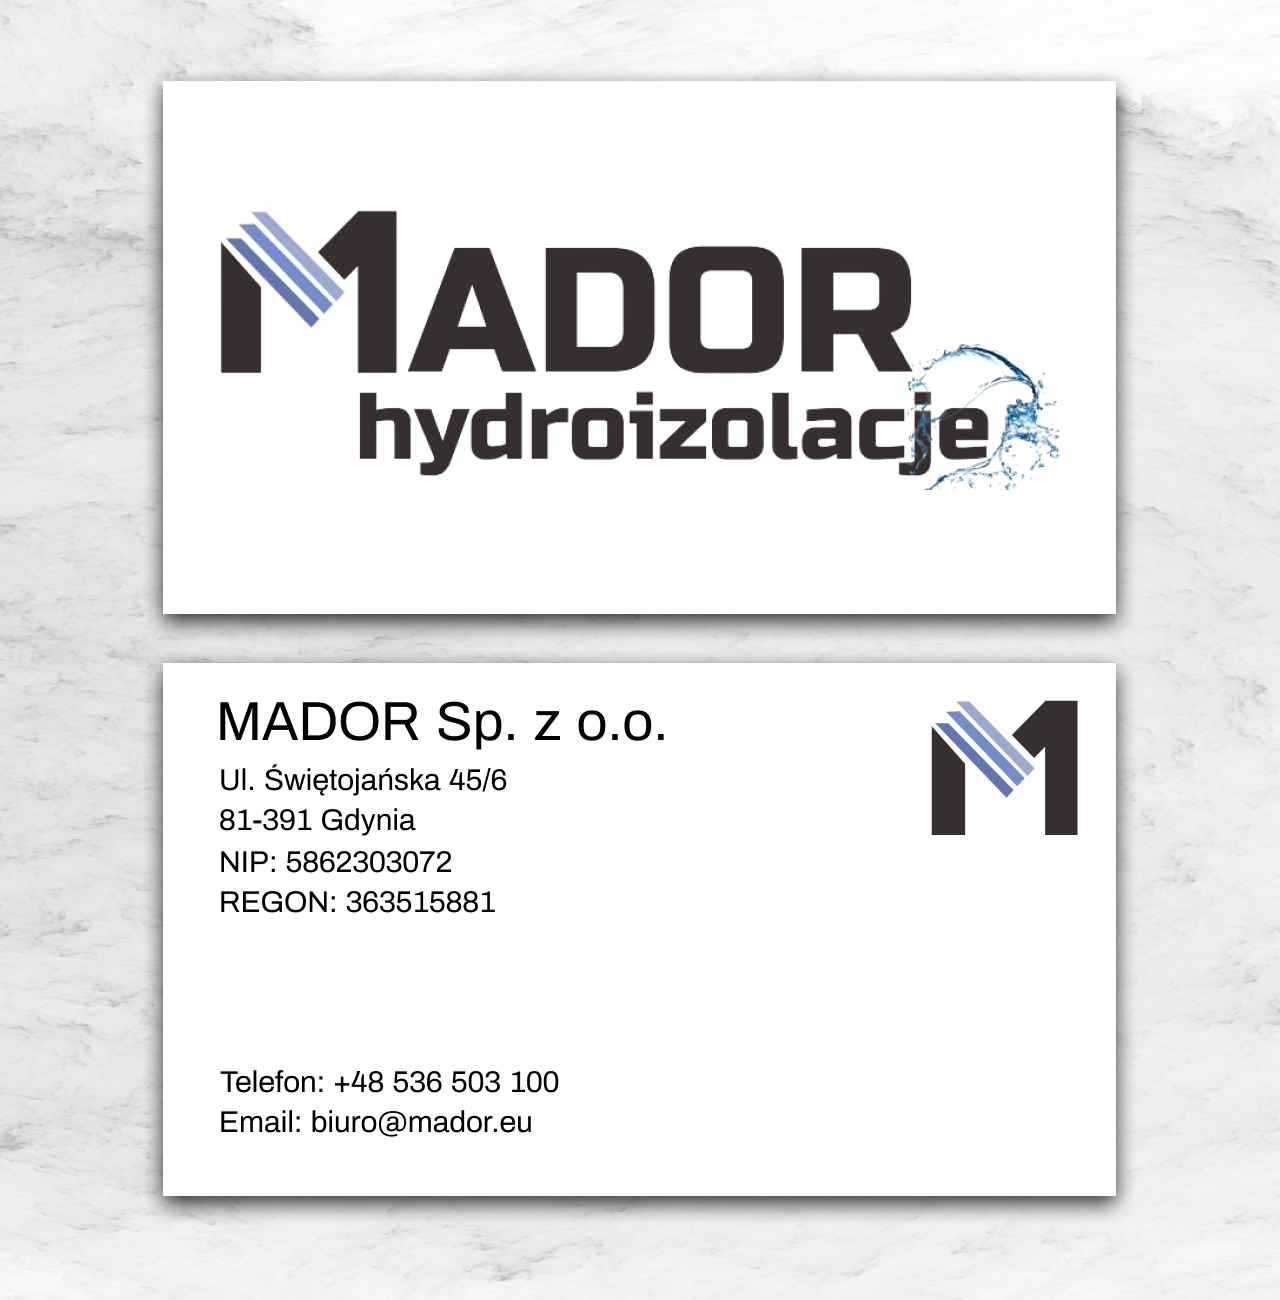 MADOR
hydroizolacje
MADOR Sp. z o.o.
Ul. Świętojańska 45/6
81-391 Gdynia
NIP: 5862303072
REGON: 363515881
Telefon: +48 536 503 100
Email: biuro@mador.eu
M